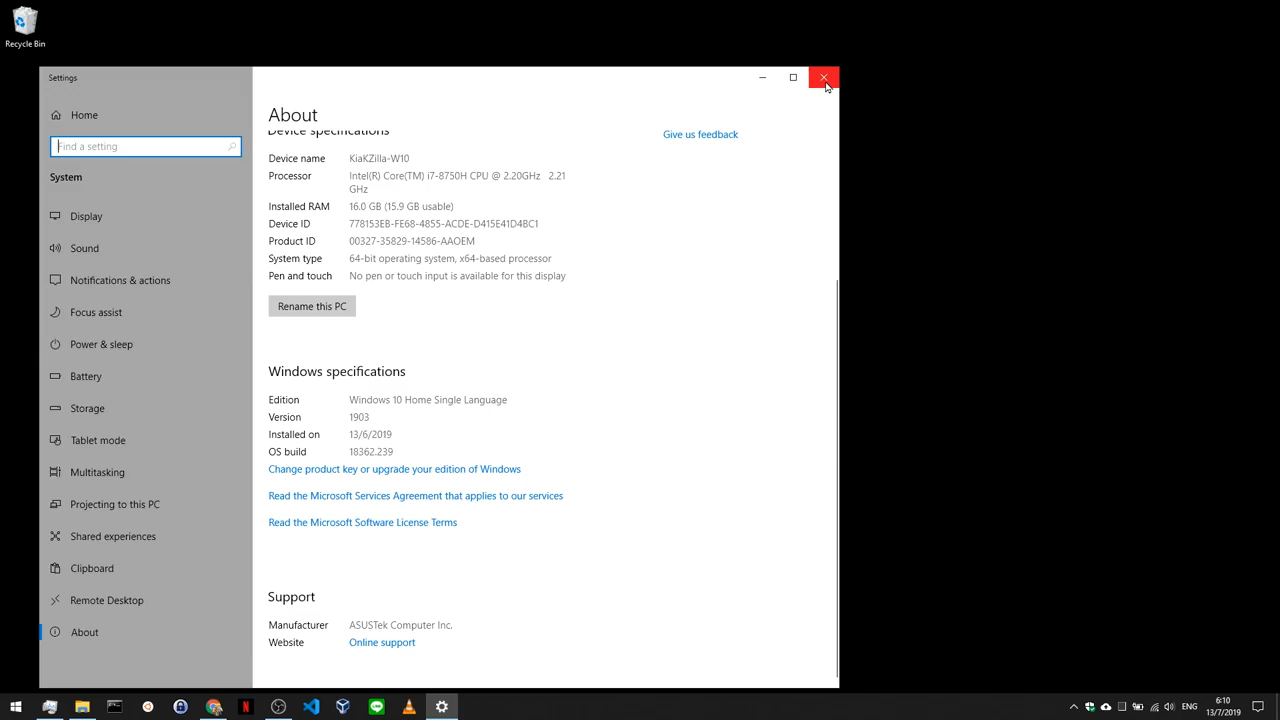 Recycle Bin
Settings
Home
Find a setting
System
Display
Sound
Notifications & actions
Focus assist
Power & sleep
Battery
Storage
Tablet mode
Multitasking
Projecting to this PC
Shared experiences
Clipboard
Remote Desktop
About
About
Device specifications
Give us feedback
Device name KiaKZilla-W10
Processor Intel(R) Core(TM) i7-8750H CPU @ 2.20GHz 2.21
GHz
Installed RAM 16.0 GB (15.9 GB usable)
Device ID 778153EB-FE68-4855-ACDE-D415E41D4BC1
Product ID 00327-35829-14586-AAOEM
System type 64-bit operating system, x64-based processor
Pen and touch No pen or touch input is available for this display
Rename this PC
Windows specifications
Edition Windows 10 Home Single Language
Version 1903
Installed on 13/6/2019
OS build 18362.239
Change product key or upgrade your edition of Windows
Read the Microsoft Services Agreement that applies to our services
Read the Microsoft Software License Terms
Support
Manufacturer ASUSTek Computer Inc.
Website Online support
ENG
6:10
13/7/2019